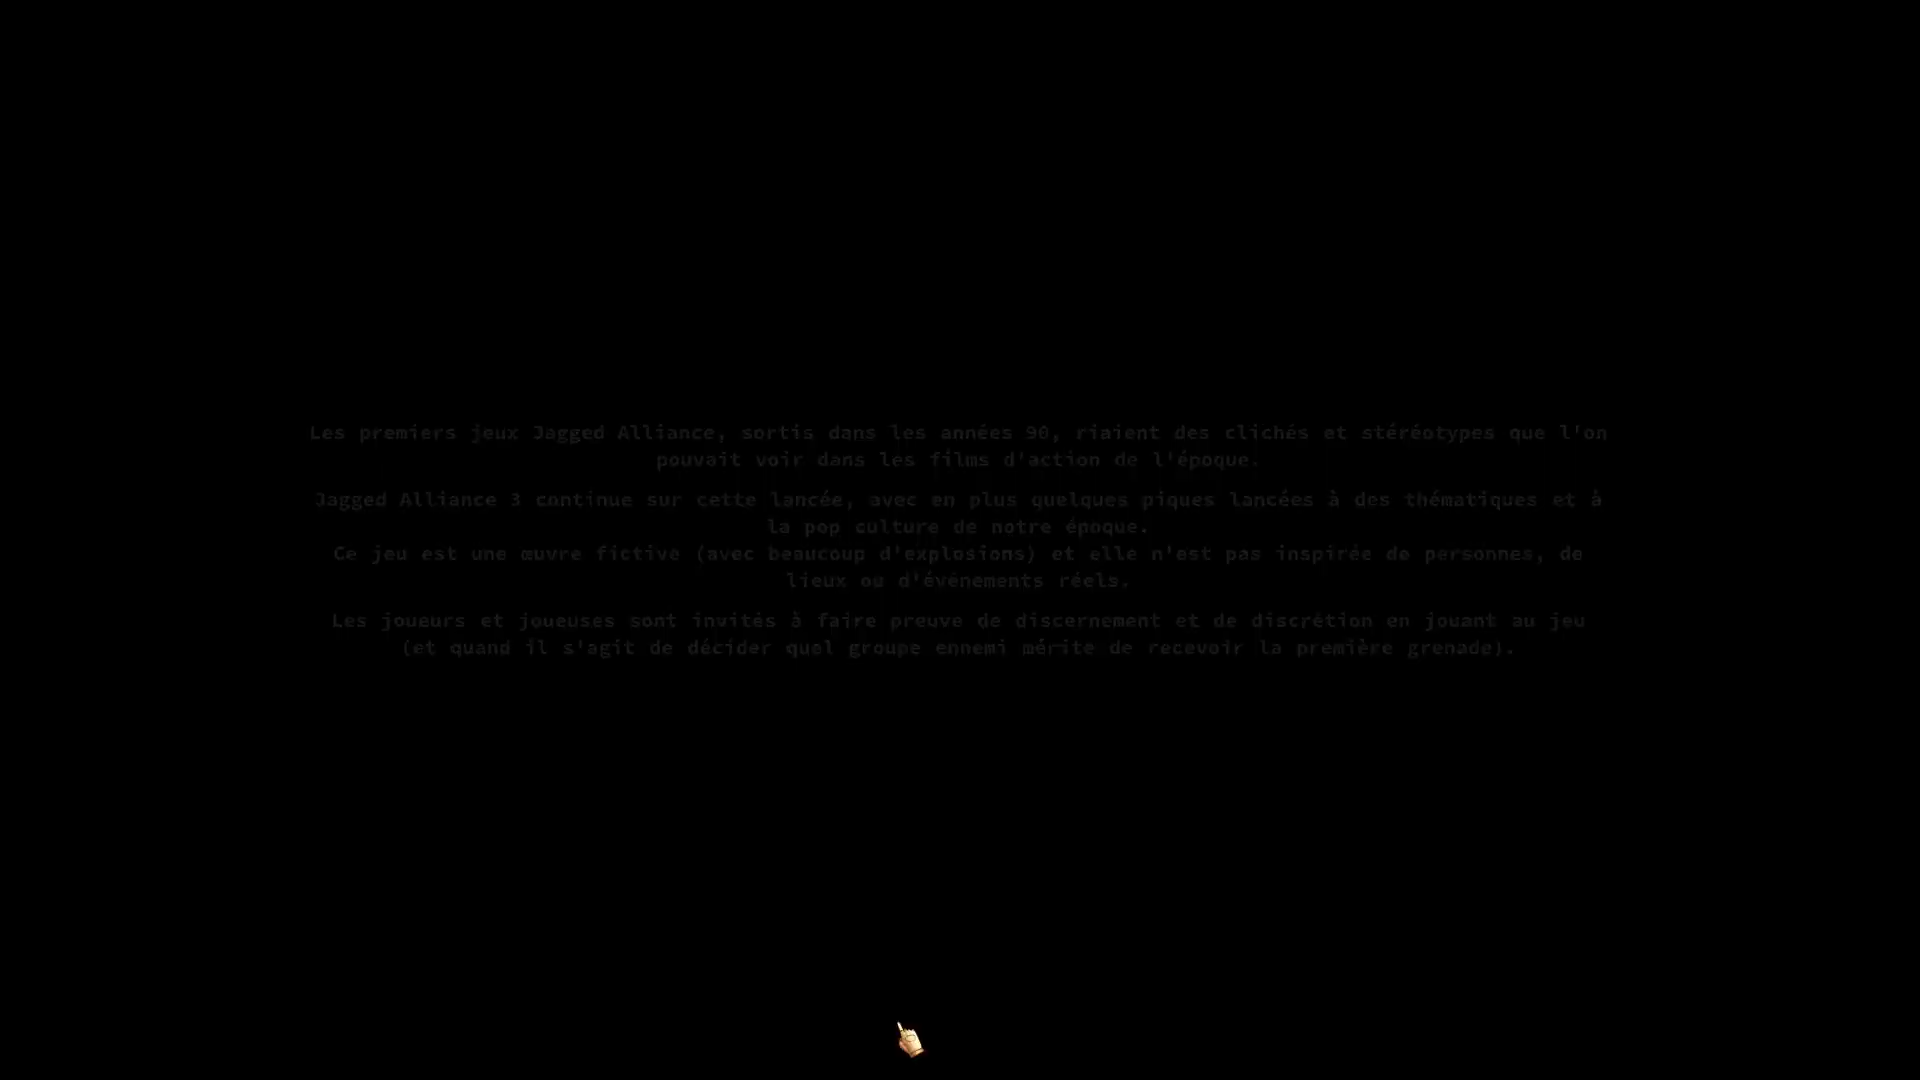 Les premiers jeux Jagged Alliance, sortis dans les années 90, riaient des clichés et stéréotypes que l'on
pouvait voir dans les films d'action de l'époque.
Jagged Alliance 3 continue sur cette lancée, avec en plus quelques piques lancées à des thématiques et à
la pop culture de notre époque.
Ce jeu est une œuvre fictive (avec beaucoup d'explosions) et elle n'est pas inspirée de personnes, de
lieux ou d'événements réels.
Les joueurs et joueuses sont invités à faire preuve de discernement et de discrétion en jouant au jeu
(et quand il s'agit de décider quel groupe ennemi mérite de recevoir la première grenade).